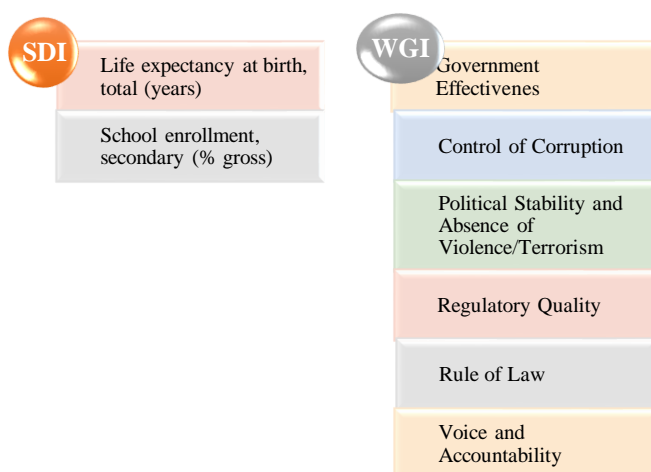 SDI
Life expectancy at birth,
total (years)
School enrollment,
secondary (% gross)
WGI
Government
Effectivenes
Control of Corruption
Political Stability and
Absence of
Violence/Terrorism
Regulatory Quality
Rule of Law
Voice and
Accountability